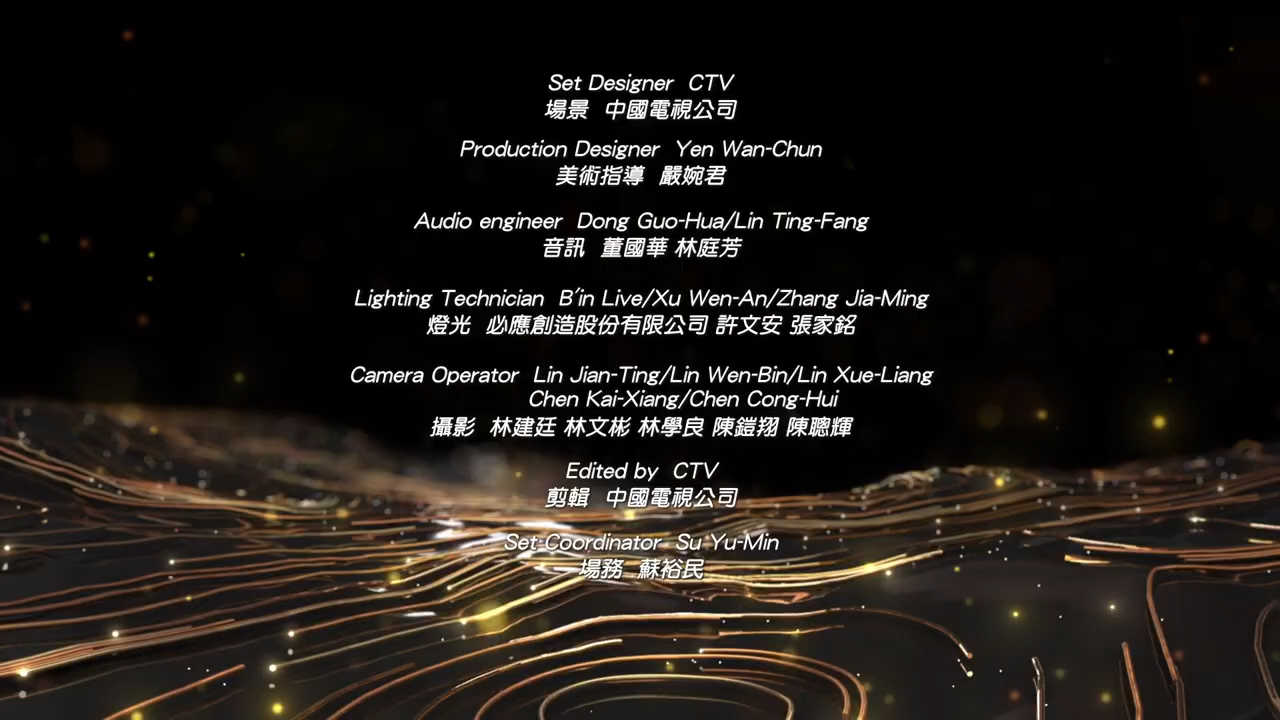 Set Designer  CTV
場景  中國電視公司
Production Designer  Yen Wan-Chun
美術指導  嚴婉君
Audio engineer  Dong Guo-Hua/Lin Ting-Fang
音訊  董國華 林庭芳
Lighting Technician  B'in Live/Xu Wen-An/Zhang Jia-Ming
燈光  必應創造股份有限公司 許文安 張家銘
Camera Operator  Lin Jian-Ting/Lin Wen-Bin/Lin Xue-Liang
Chen Kai-Xiang/Chen Cong-Hui
攝影  林建廷 林文彬 林學良 陳鎧翔 陳聰輝
Edited by  CTV
剪輯  中國電視公司
Set Coordinator  Su Yu-Min
場務  蘇裕民